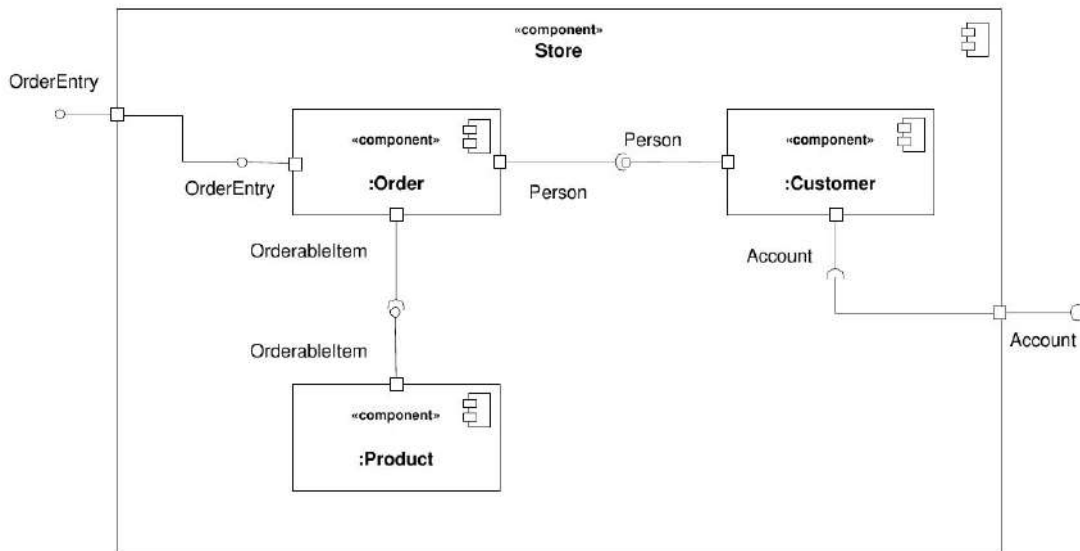 «component»
Store
OrderEntry
«component»
:Order
OrderEntry
Person
Person
«component»
:Customer
OrderableItem
Account
Account
OrderableItem
«component»
:Product